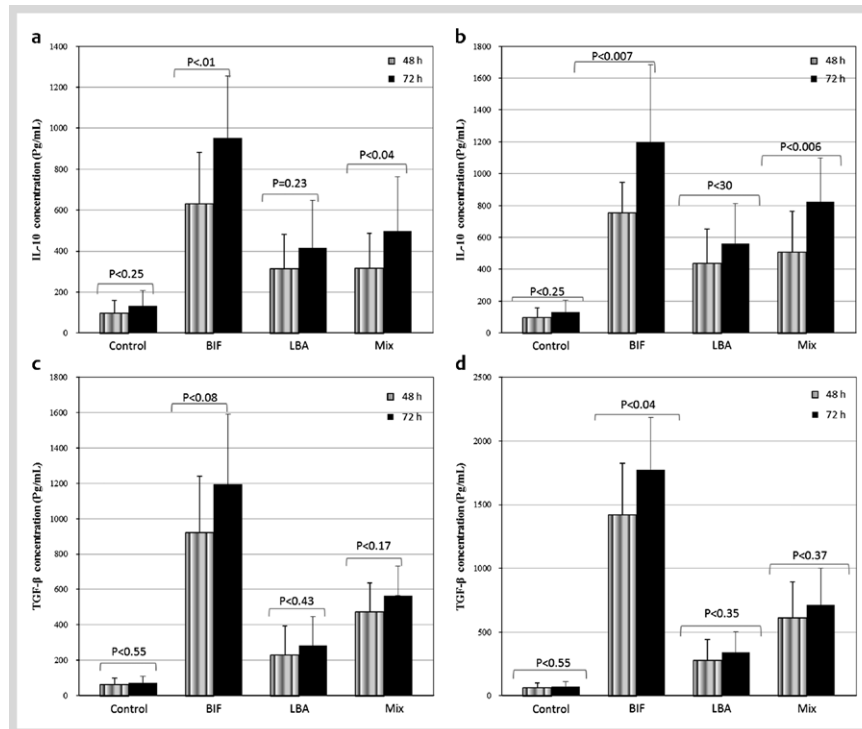 a
IL-10 concentration (Pg/mL)
1400
1200
1000
800
600
400
200
0
48 h
72 h
P<0.25
P<.01
P=0.23
P<0.04
Control BIF LBA Mix
b
IL-10 concentration (Pg/mL)
1800
1600
1400
1200
1000
800
600
400
200
0
48 h
72 h
P<0.25
P<0.007
P<30
P<0.006
Control BIF LBA Mix
c
TGF-β concentration (Pg/mL)
1800
1600
1400
1200
1000
800
600
400
200
0
48 h
72 h
P<0.55
P<0.08
P<0.43
P<0.17
Control BIF LBA Mix
d
TGF-β concentration (Pg/mL)
2500
2000
1500
1000
500
0
48 h
72 h
P<0.55
P<0.04
P<0.35
P<0.37
Control BIF LBA Mix